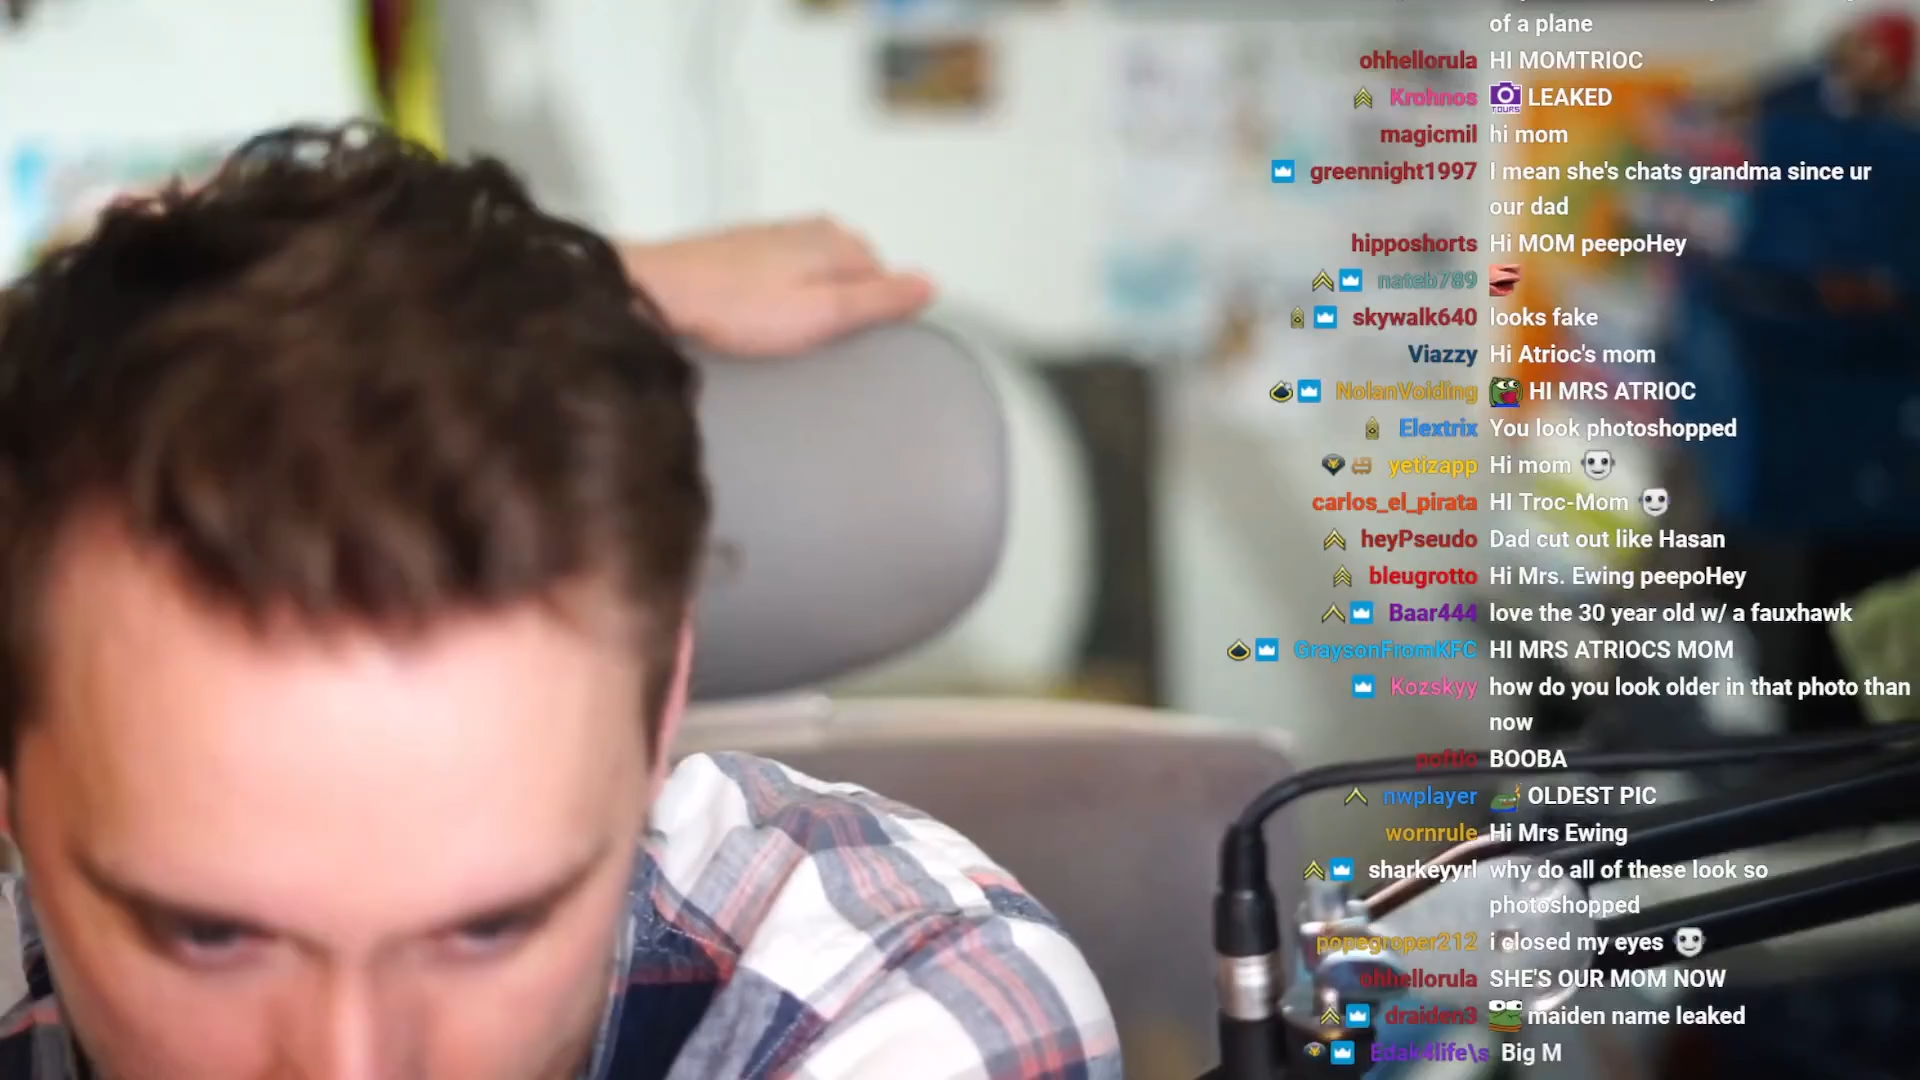 of a plane
ohhellorula HI MOMTRIOC
Krohnos TOURS LEAKED
magicmil hi mom
greennight1997 I mean she's chats grandma since ur
our dad
hipposhorts Hi MOM peepoHey
nateb789
skywalk640 looks fake
Viazzy Hi Atrioc's mom
NolanVoiding HI MRS ATRIOC
Elextrix You look photoshopped
yetizapp Hi mom
carlos_el_pirata HI Troc-Mom
heyPseudo Dad cut out like Hasan
bleugrotto Hi Mrs. Ewing peepoHey
Baar444 love the 30 year old w/ a fauxhawk
GraysonFromKFC HI MRS ATRIOCS MOM
Kozskyy how do you look older in that photo than
now
BOOBA
nwplayer OLDEST PIC
wornrule Hi Mrs Ewing
sharkeyyrl why do all of these look so
photoshopped
popegroper212 i closed my eyes
ohhellorula SHE'S OUR MOM NOW
draiden3 maiden name leaked
Edak4life\s Big M